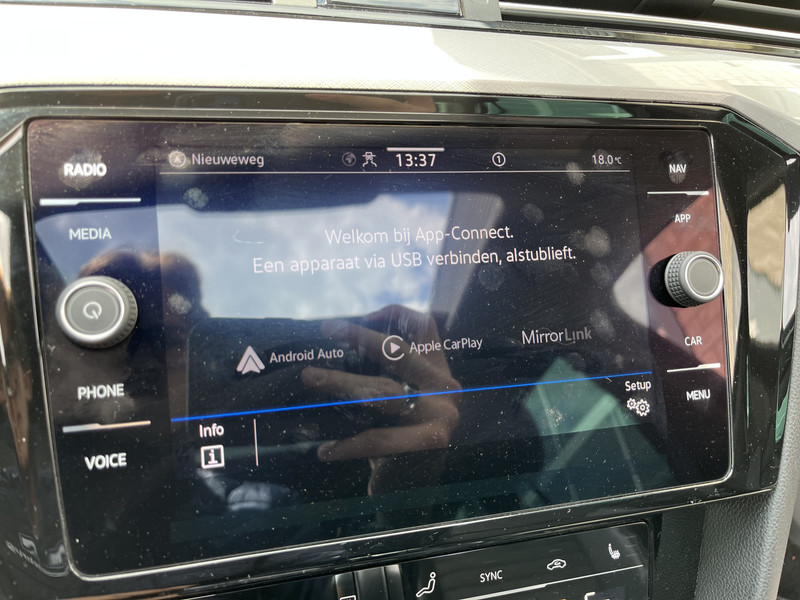 RADIO
MEDIA
PHONE
VOICE
Nieuweweg
13:37
1
18.0°C
Welkom bij App-Connect.
Een apparaat via USB verbinden, alstublieft.
Android Auto
Apple CarPlay
MirrorLink
Setup
Info
i
NAV
APP
CAR
MENU
SYNC